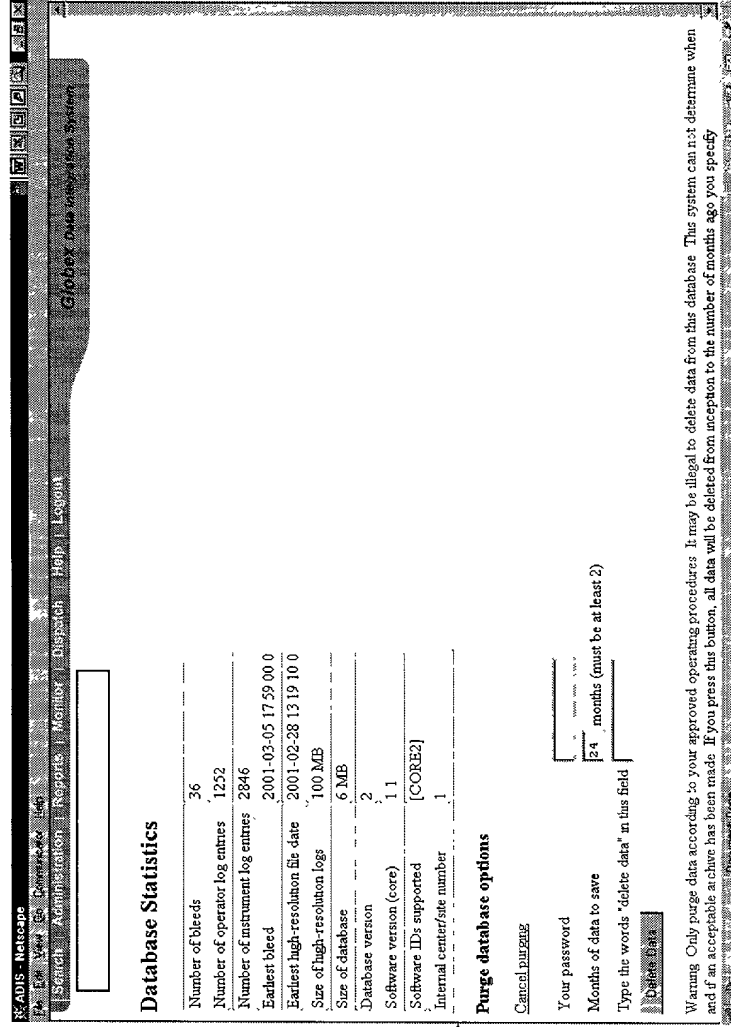 ADIS - Netscape
File Edit View Go Communicator Help
Search | Administration | Reports | Monitor | Dispatch | Help | Logout
Globex Data Integration System
Database Statistics
Number of bleeds 36
Number of operator log entries 1252
Number of instrument log entries 2846
Earliest bleed 2001-03-05 17 59 00 0
Earliest high-resolution file date 2001-02-28 13 19 10 0
Size of high-resolution logs 100 MB
Size of database 6 MB
Database version 2
Software version (core) 1 1
Software IDs supported [CORE2]
Internal center/site number 1
Purge database options
Cancel purging
Your password
Months of data to save 24 months (must be at least 2)
Type the words "delete data" in this field
Delete Data
Warning Only purge data according to your approved operating procedures It may be illegal to delete data from this database This system can not determine when
and if an acceptable archive has been made If you press this button, all data will be deleted from inception to the number of months ago you specify